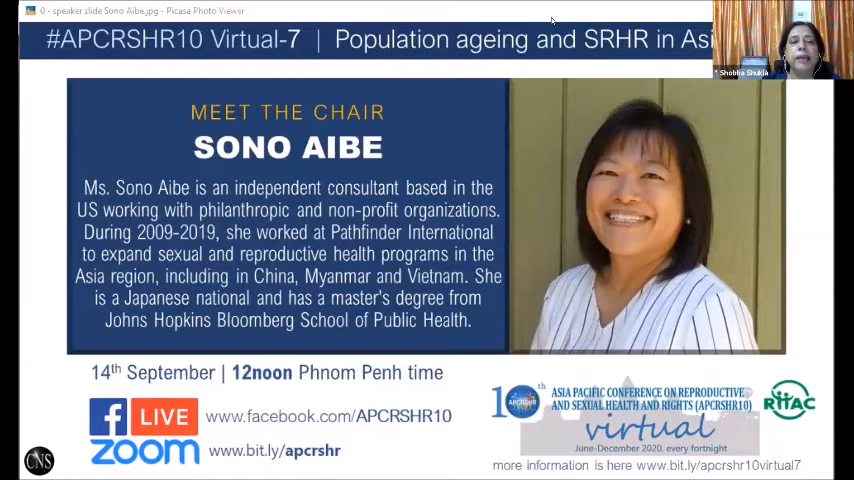 0 - speaker slide Sono Aibe.jpg - Picasa Photo Viewer
#APCRSHR10 Virtual-7 | Population ageing and SRHR in Asi
* Shobha Shukla
MEET THE CHAIR
SONO AIBE
Ms. Sono Aibe is an independent consultant based in the
US working with philanthropic and non-profit organizations.
During 2009-2019, she worked at Pathfinder International
to expand sexual and reproductive health programs in the
Asia region, including in China, Myanmar and Vietnam. She
is a Japanese national and has a master's degree from
Johns Hopkins Bloomberg School of Public Health.
14th September | 12noon Phnom Penh time
f LIVE www.facebook.com/APCRSHR10
zoom www.bit.ly/apcrshr
CNS
10th APCRSHR
ASIA PACIFIC CONFERENCE ON REPRODUCTIVE
AND SEXUAL HEALTH AND RIGHTS (APCRSHR10)
virtual
June-December 2020, every fortnight
RHAC
more information is here www.bit.ly/apcrshr10virtual7